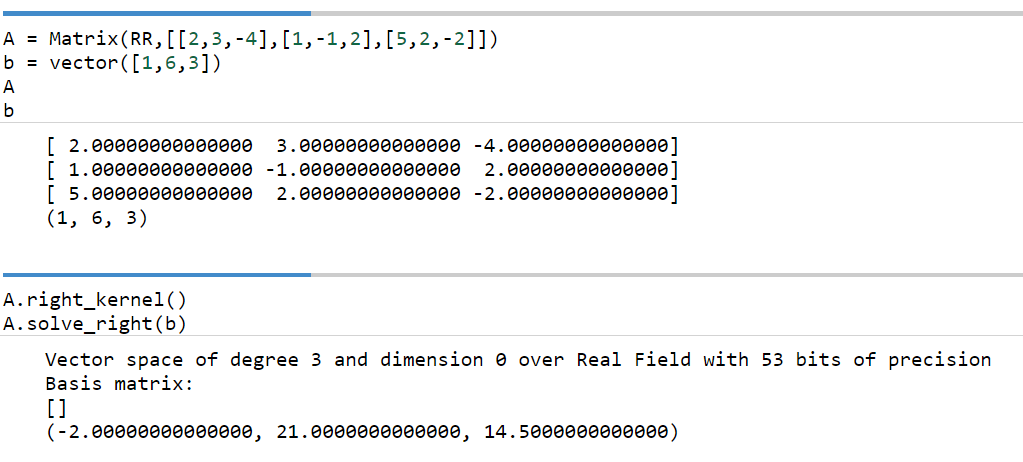 A = Matrix(RR,[[2,3,-4],[1,-1,2],[5,2,-2]])
b = vector([1,6,3])
A
b
[ 2.00000000000000  3.00000000000000 -4.00000000000000]
[ 1.00000000000000 -1.00000000000000  2.00000000000000]
[ 5.00000000000000  2.00000000000000 -2.00000000000000]
(1, 6, 3)
A.right_kernel()
A.solve_right(b)
Vector space of degree 3 and dimension 0 over Real Field with 53 bits of precision
Basis matrix:
[]
(-2.00000000000000, 21.0000000000000, 14.5000000000000)